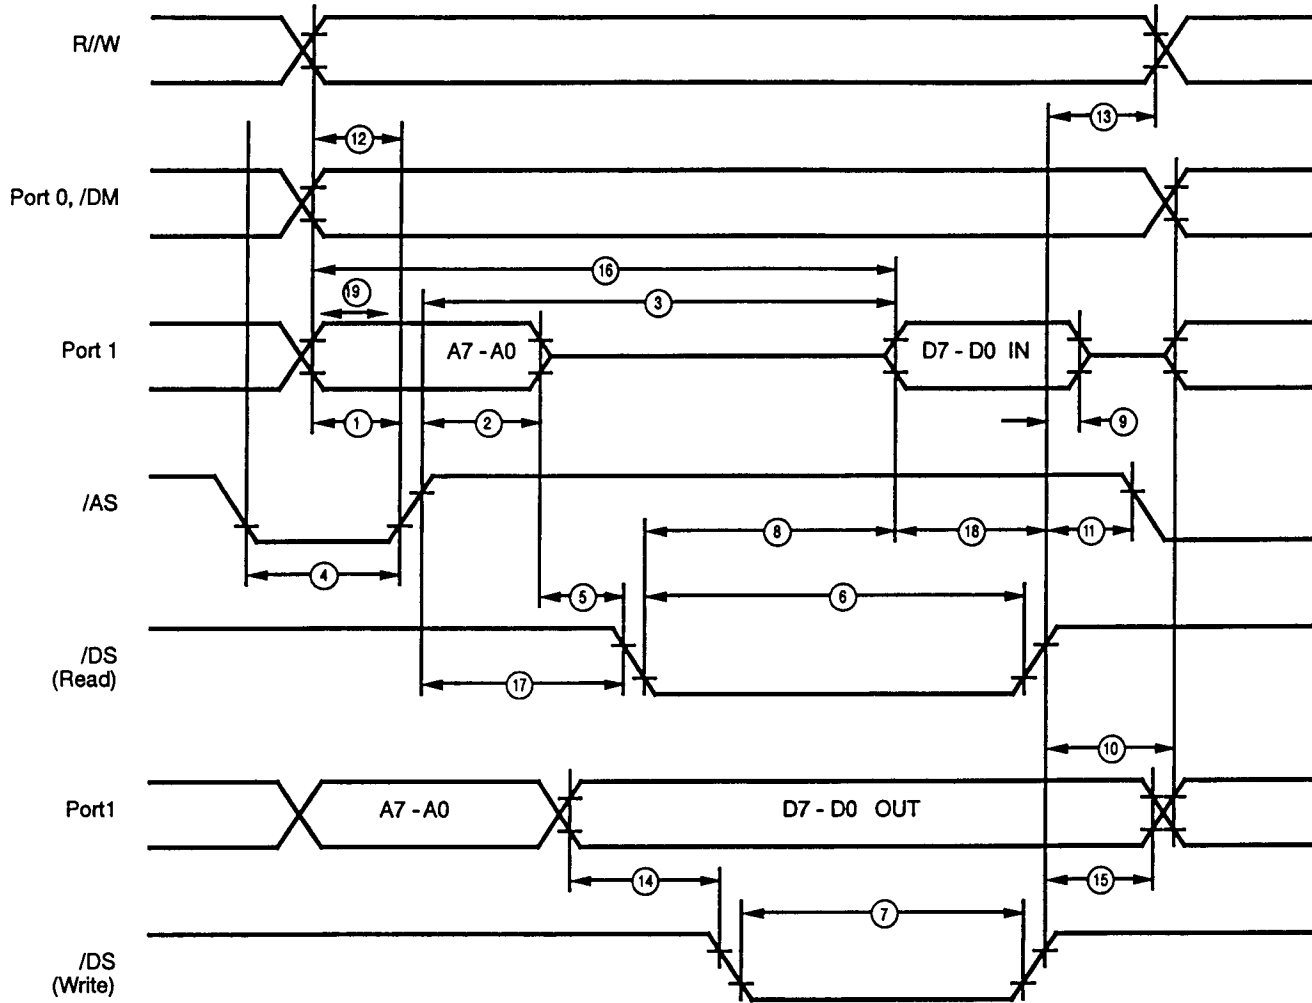 R//W
12
13
Port 0, /DM
16
19
3
Port 1
A7 - A0
D7 - D0 IN
1
2
9
/AS
8
18
11
4
5
6
/DS
(Read)
17
10
Port1
A7 - A0
D7 - D0 OUT
14
15
7
/DS
(Write)